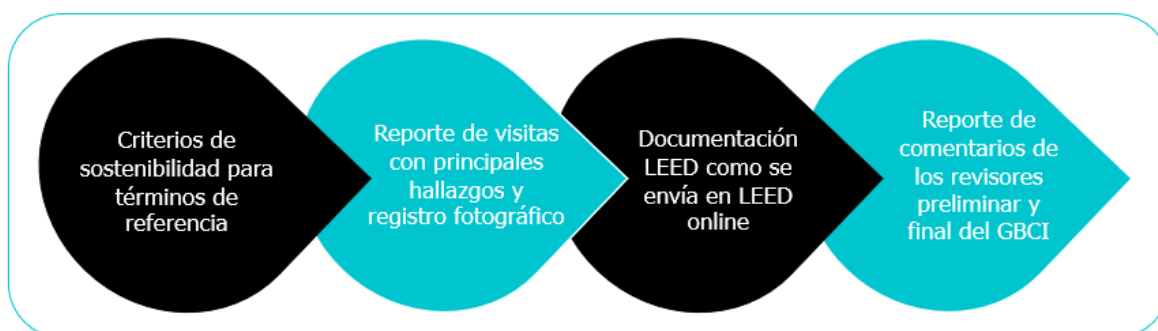 Criterios de
sostenibilidad para
términos de
referencia
Reporte de visitas
con principales
hallazgos y
registro fotográfico
Documentación
LEED como se
envía en LEED
online
Reporte de
comentarios de
los revisores
preliminar y
final del GBCI